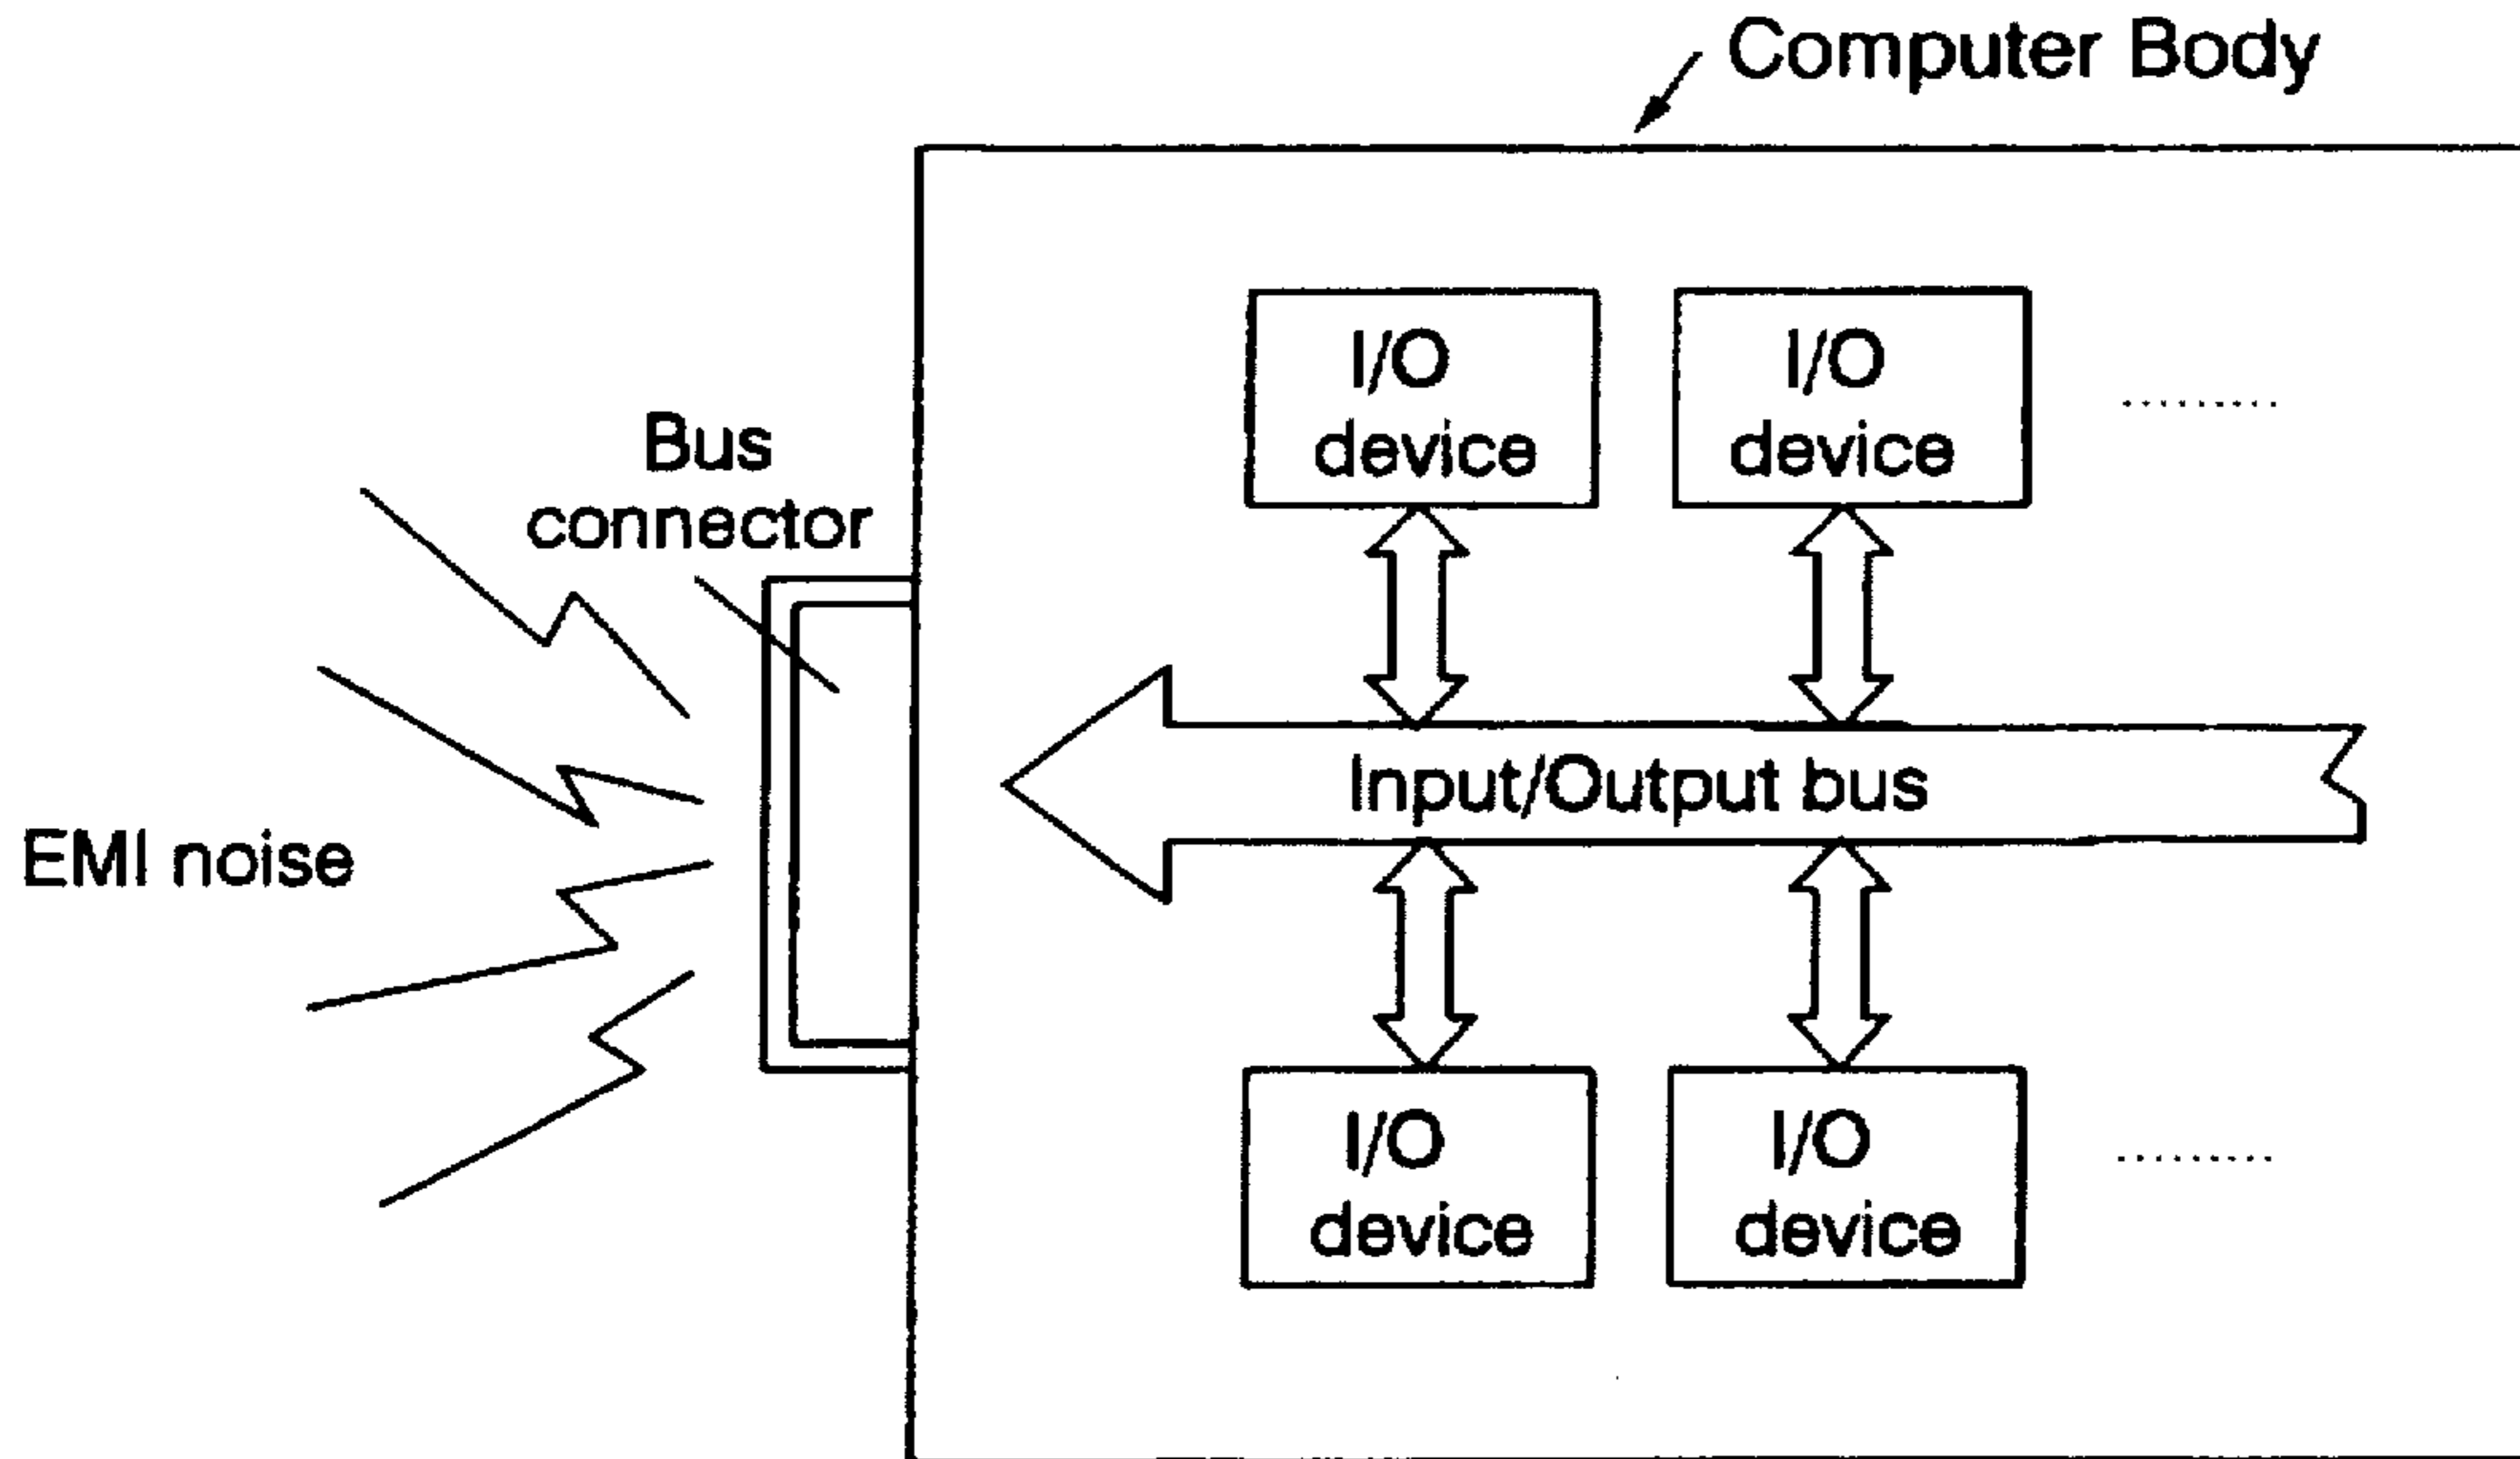 Computer Body
I/O
device
I/O
device
Bus
connector
Input/Output bus
EMI noise
I/O
device
I/O
device